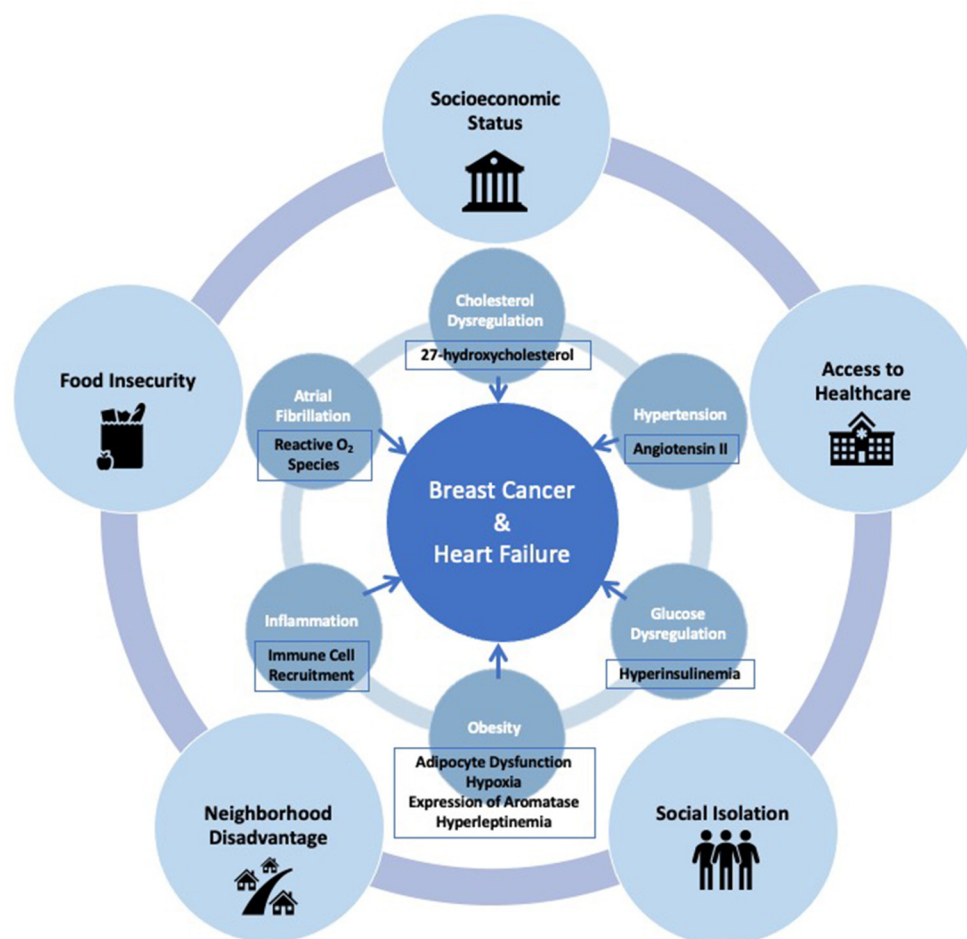 Socioeconomic
Status
Cholesterol
Dysregulation
27-hydroxycholesterol
Food Insecurity
Access to
Healthcare
Atrial
Fibrillation
Reactive O₂
Species
Hypertension
Angiotensin II
Breast Cancer
&
Heart Failure
Inflammation
Immune Cell
Recruitment
Glucose
Dysregulation
Hyperinsulinemia
Obesity
Adipocyte Dysfunction
Hypoxia
Expression of Aromatase
Hyperleptinemia
Neighborhood
Disadvantage
Social Isolation